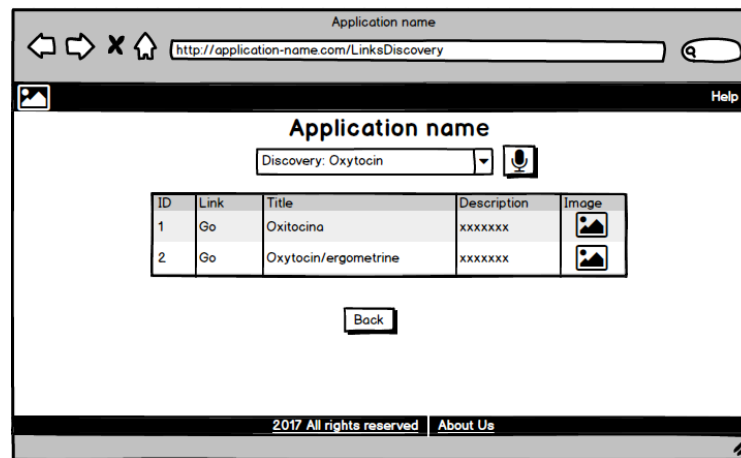 Application name
http://application-name.com/LinksDiscovery
Help
Application name
Discovery: Oxytocin
ID Link Title Description Image
1 Go Oxitocina xxxxxxx
2 Go Oxytocin/ergometrine xxxxxxx
Back
2017 All rights reserved About Us